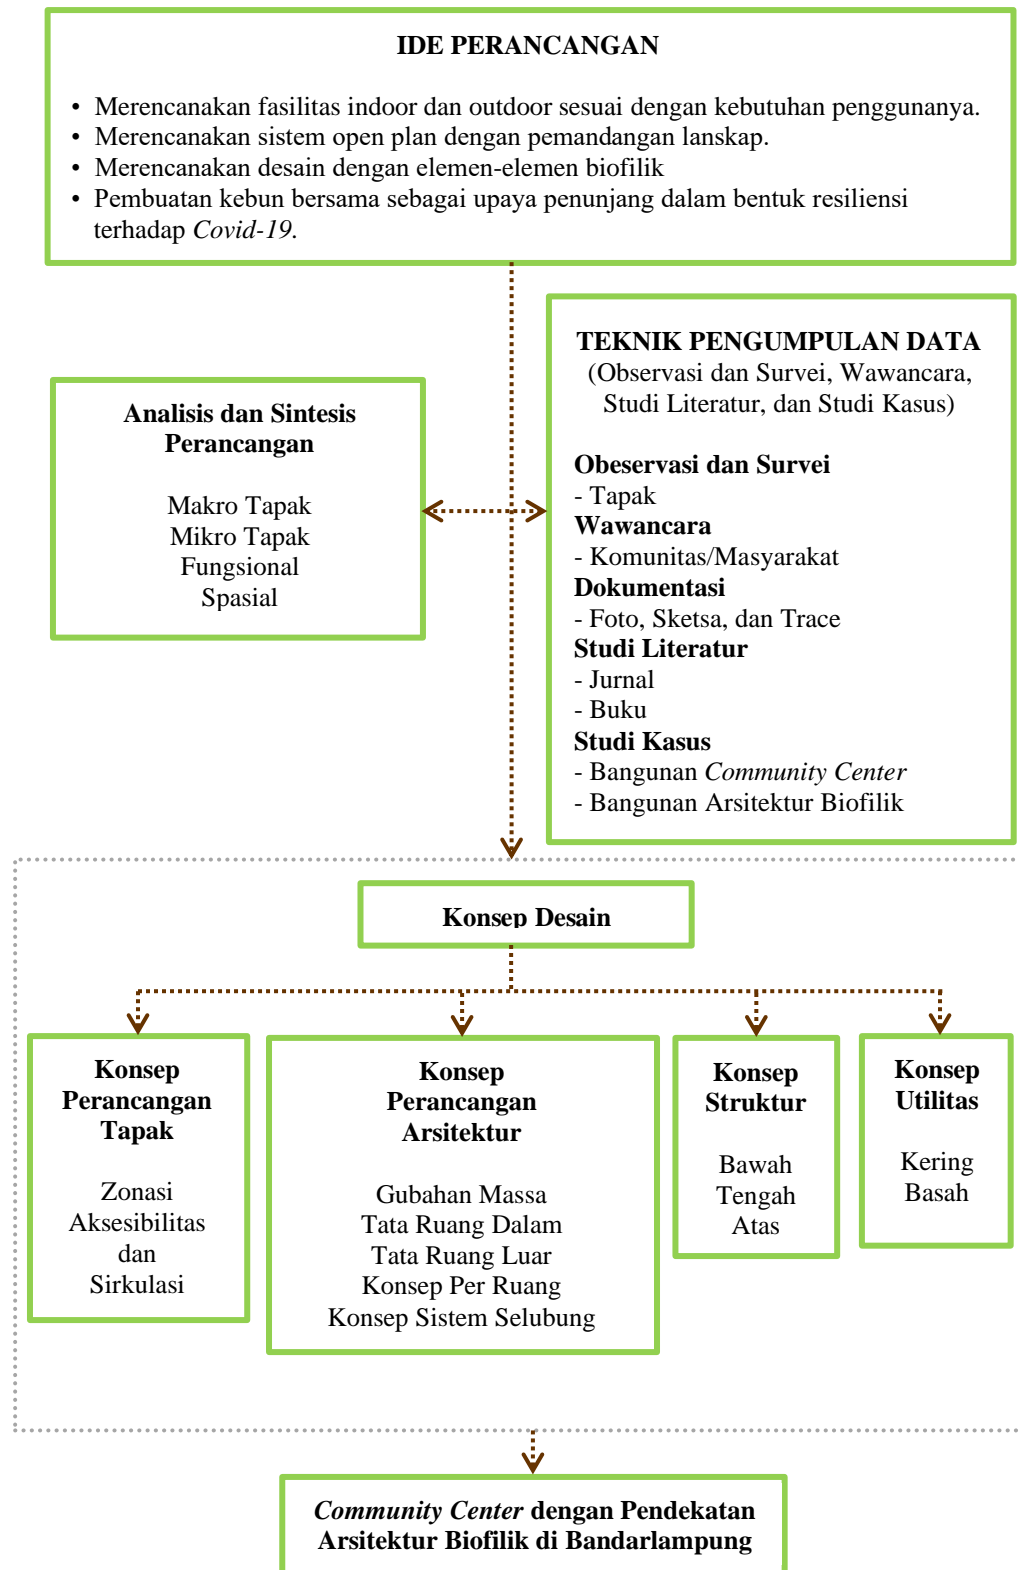 IDE PERANCANGAN
• Merencanakan fasilitas indoor dan outdoor sesuai dengan kebutuhan penggunanya.
• Merencanakan sistem open plan dengan pemandangan lanskap.
• Merencanakan desain dengan elemen-elemen biofilik
• Pembuatan kebun bersama sebagai upaya penunjang dalam bentuk resiliensi
terhadap Covid-19.
Analisis dan Sintesis
Perancangan
Makro Tapak
Mikro Tapak
Fungsional
Spasial
TEKNIK PENGUMPULAN DATA
(Observasi dan Survei, Wawancara,
Studi Literatur, dan Studi Kasus)
Obeservasi dan Survei
- Tapak
Wawancara
- Komunitas/Masyarakat
Dokumentasi
- Foto, Sketsa, dan Trace
Studi Literatur
- Jurnal
- Buku
Studi Kasus
- Bangunan Community Center
- Bangunan Arsitektur Biofilik
Konsep Desain
Konsep
Perancangan
Tapak
Zonasi
Aksesibilitas
dan
Sirkulasi
Konsep
Perancangan
Arsitektur
Gubahan Massa
Tata Ruang Dalam
Tata Ruang Luar
Konsep Per Ruang
Konsep Sistem Selubung
Konsep
Struktur
Bawah
Tengah
Atas
Konsep
Utilitas
Kering
Basah
Community Center dengan Pendekatan
Arsitektur Biofilik di Bandarlampung